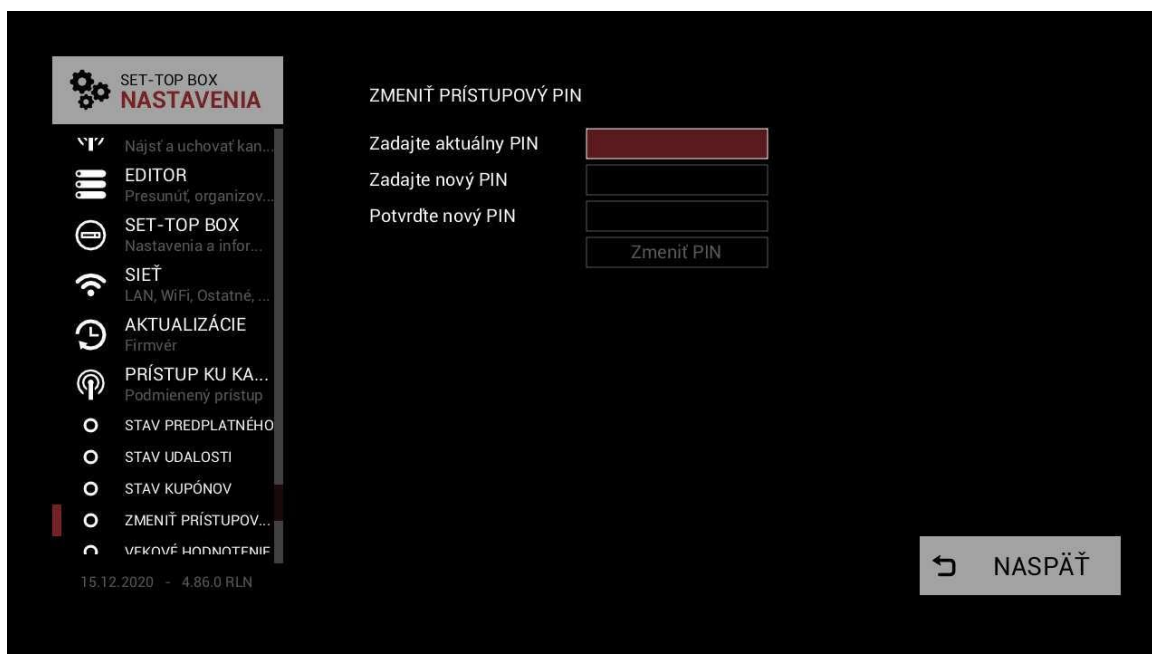 SET-TOP BOX
NASTAVENIA
Nájsť a uchovať kan...
EDITOR
Presunúť, organizov...
SET-TOP BOX
Nastavenia a infor...
SIEŤ
LAN, WiFi, Ostatné, ...
AKTUALIZÁCIE
Firmvér
PRÍSTUP KU KA...
Podmienený prístup
STAV PREDPLATNÉHO
STAV UDALOSTI
STAV KUPÓNOV
ZMENIŤ PRÍSTUPOV...
VEKOVÉ HODNOTENIE
15.12.2020 - 4.86.0 RLN
ZMENIŤ PRÍSTUPOVÝ PIN
Zadajte aktuálny PIN
Zadajte nový PIN
Potvrďte nový PIN
Zmeniť PIN
NASPÄŤ